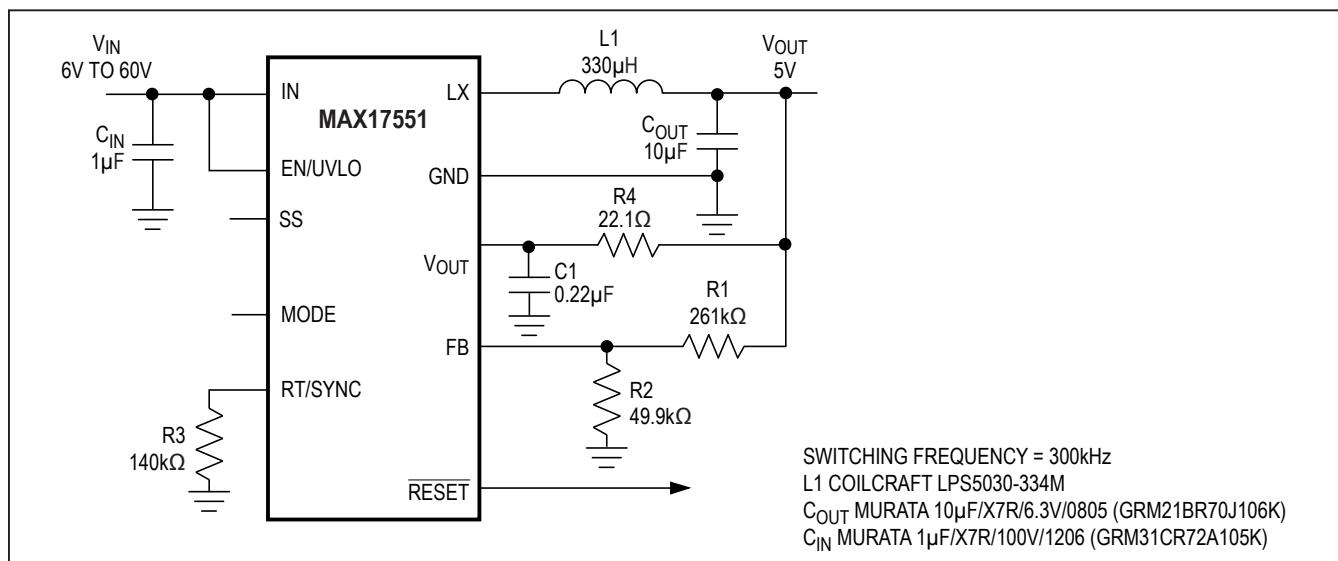 VIN
6V TO 60V
CIN
1µF
IN
EN/UVLO
SS
MODE
RT/SYNC
R3
140kΩ
MAX17551
LX
GND
VOUT
FB
RESET
L1
330µH
VOUT
5V
COUT
10µF
R4
22.1Ω
C1
0.22µF
R1
261kΩ
R2
49.9kΩ
SWITCHING FREQUENCY = 300kHz
L1 COILCRAFT LPS5030-334M
COUT MURATA 10µF/X7R/6.3V/0805 (GRM21BR70J106K)
CIN MURATA 1µF/X7R/100V/1206 (GRM31CR72A105K)